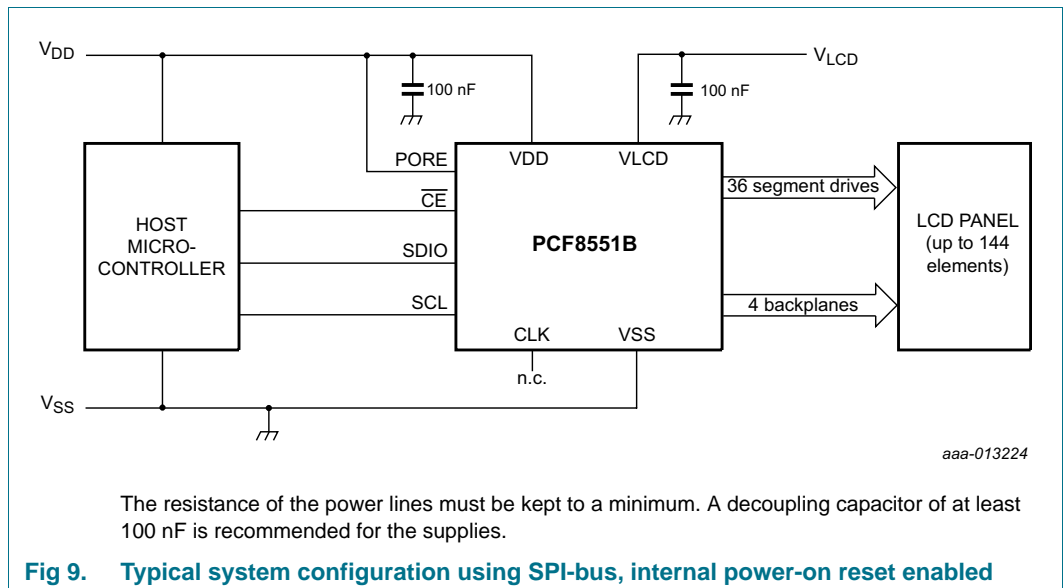 VDD
VLCD
100 nF
100 nF
PORE
VDD
VLCD
CE
36 segment drives
HOST
MICRO-
CONTROLLER
SDIO
PCF8551B
LCD PANEL
(up to 144
elements)
SCL
4 backplanes
CLK
VSS
n.c.
VSS
aaa-013224
The resistance of the power lines must be kept to a minimum. A decoupling capacitor of at least
100 nF is recommended for the supplies.
Fig 9. Typical system configuration using SPI-bus, internal power-on reset enabled